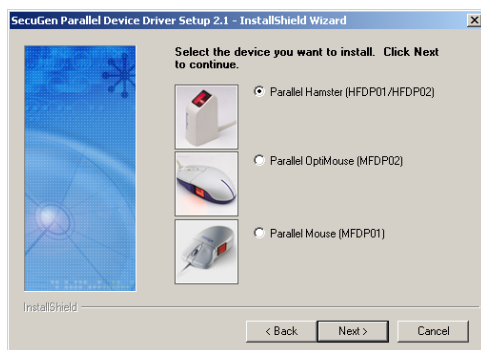 SecuGen Parallel Device Driver Setup 2.1 - InstallShield Wizard
Select the device you want to install. Click Next
to continue.
Parallel Hamster (HFDP01/HFDP02)
Parallel OptiMouse (MFDP02)
Parallel Mouse (MFDP01)
InstallShield
< Back
Next >
Cancel